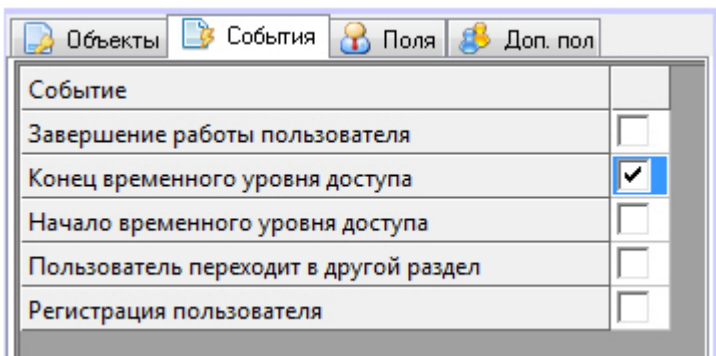 Объекты События Поля Доп. пол
Событие
Завершение работы пользователя
Конец временного уровня доступа
Начало временного уровня доступа
Пользователь переходит в другой раздел
Регистрация пользователя